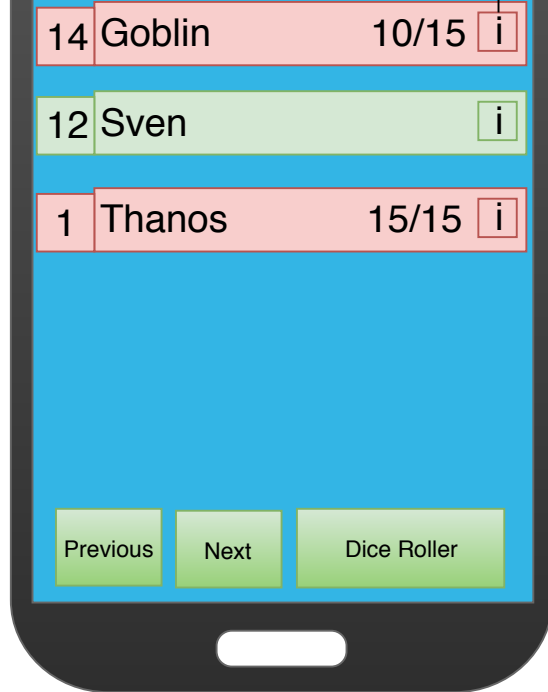 14 Goblin 10/15 i
12 Sven i
1 Thanos 15/15 i
Previous Next Dice Roller